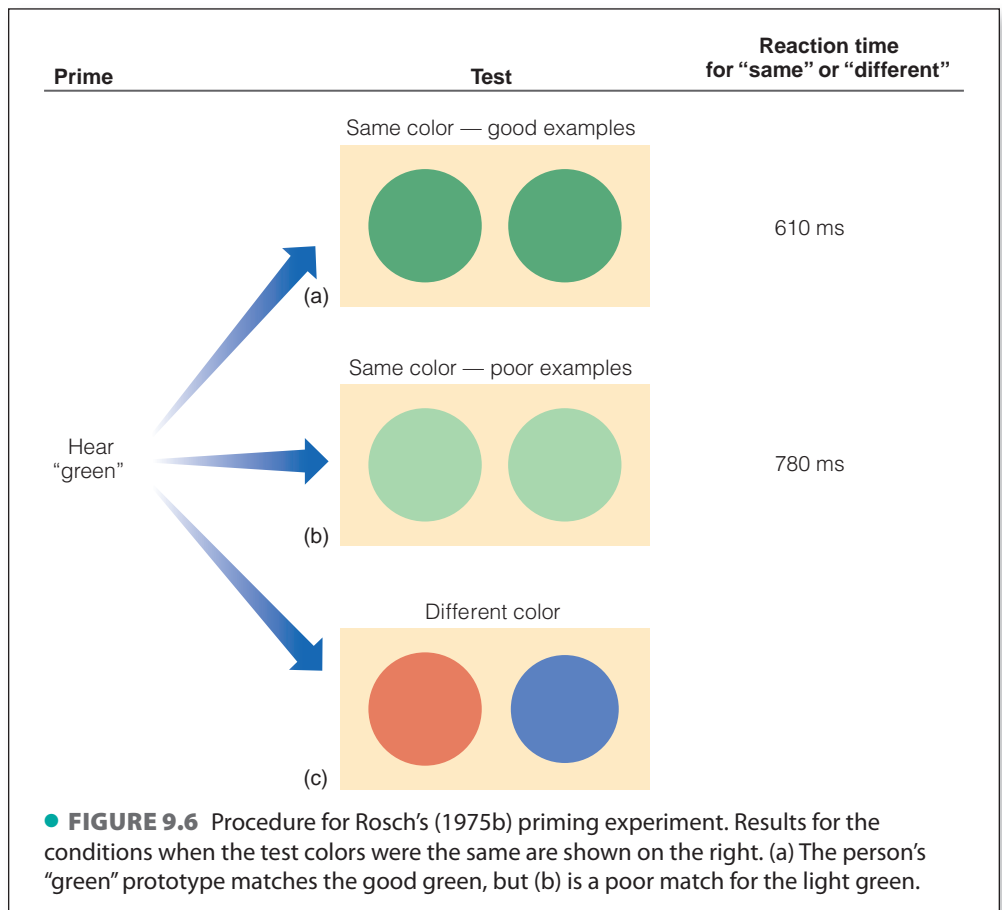 Prime
Test
Reaction time
for “same” or “different”
Same color — good examples
(a)
610 ms
Same color — poor examples
Hear
“green”
(b)
780 ms
Different color
(c)
● FIGURE 9.6 Procedure for Rosch’s (1975b) priming experiment. Results for the
conditions when the test colors were the same are shown on the right. (a) The person’s
“green” prototype matches the good green, but (b) is a poor match for the light green.